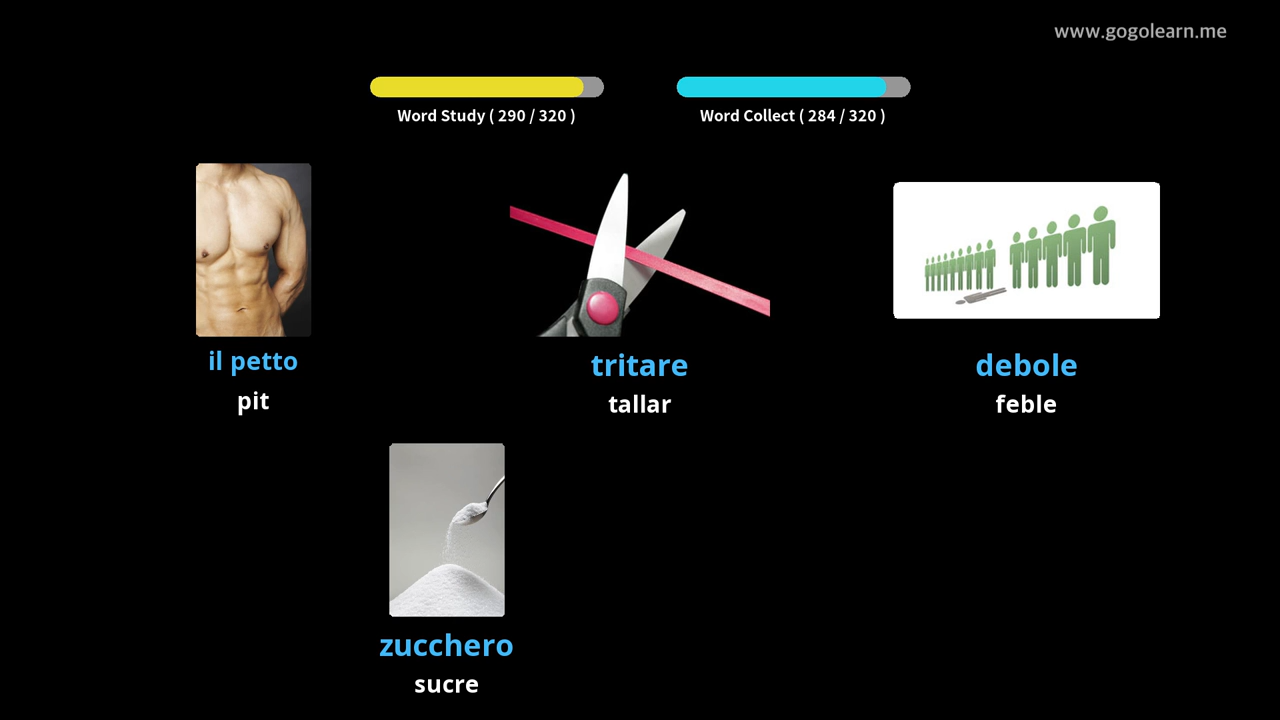 www.gogolearn.me
Word Study ( 290 / 320 )
Word Collect ( 284 / 320 )
il petto
pit
tritare
tallar
debole
feble
zucchero
sucre